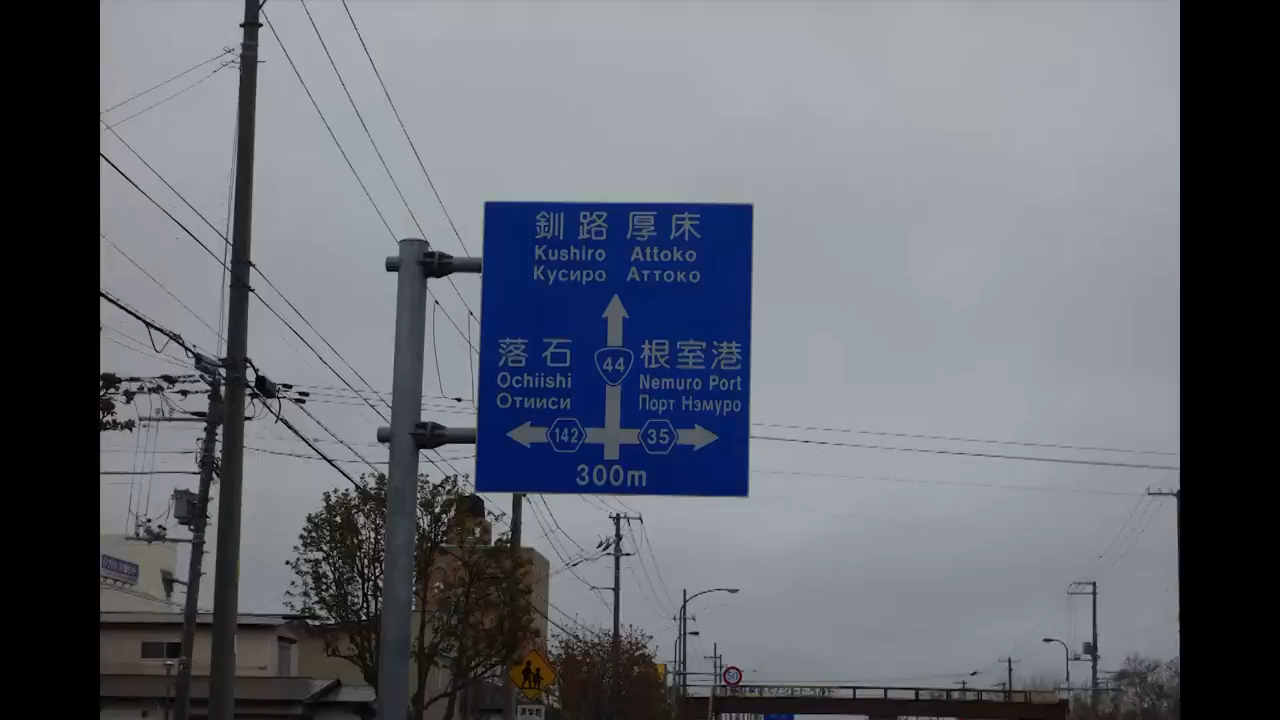 釧路 厚床
Kushiro Attoko
Кусиро Аттоко
落石
Ochiishi
Отииси
44
根室港
Nemuro Port
Порт Нэмуро
142
35
300m
50